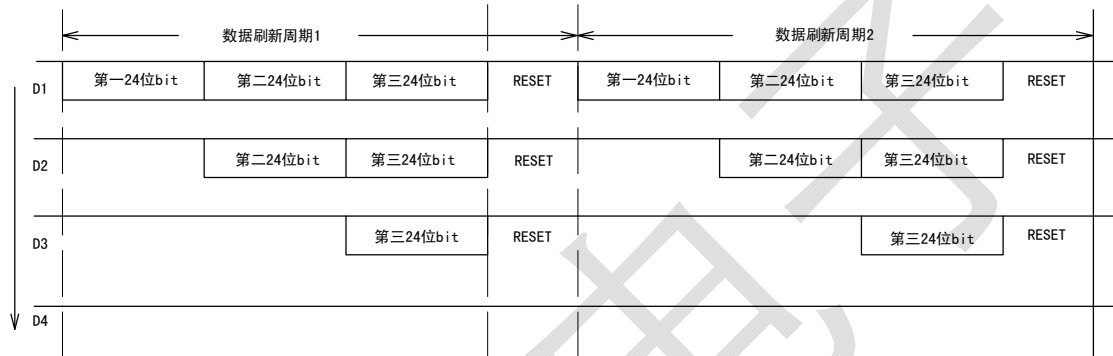 数据刷新周期1 数据刷新周期2
D1 第一24位bit 第二24位bit 第三24位bit RESET 第一24位bit 第二24位bit 第三24位bit RESET
D2 第二24位bit 第三24位bit RESET 第二24位bit 第三24位bit RESET
D3 第三24位bit RESET 第三24位bit RESET
D4
电子